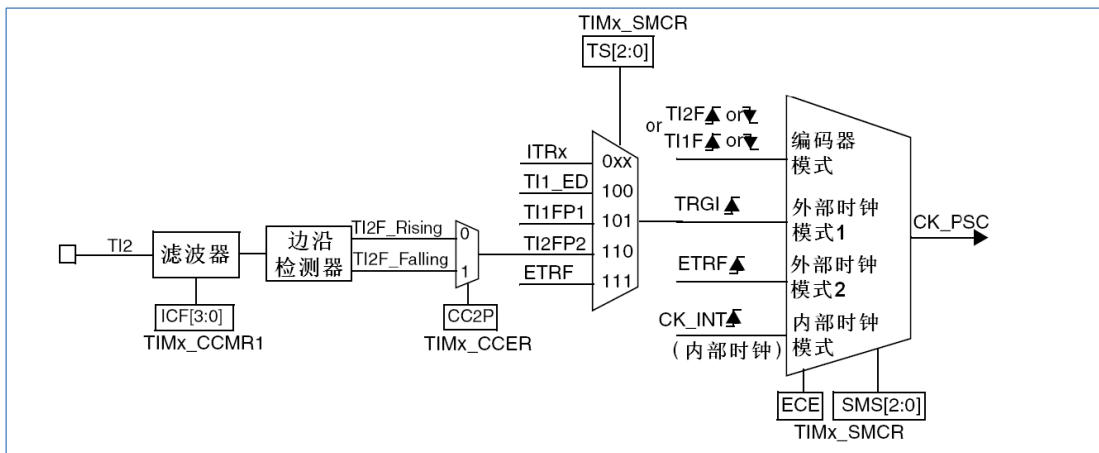 TIMx_SMCR
TS[2:0]
or TI2F or
TI1F or
编码器
模式
ITRx
0xx
TI1_ED
100
TI1FP1
101
TI2FP2
110
ETRF
111
TRGI
外部时钟
模式1
CK_PSC
TI2
滤波器
边沿
检测器
TI2F_Rising
0
TI2F_Falling
1
ETRF
外部时钟
模式2
ICF[3:0]
TIMx_CCMR1
CC2P
TIMx_CCER
CK_INT
(内部时钟)
内部时钟
模式
ECE
SMS[2:0]
TIMx_SMCR